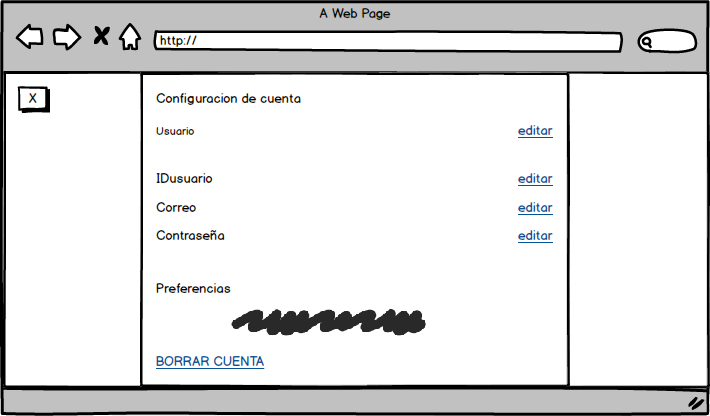 A Web Page
http://
X
Configuracion de cuenta
Usuario editar
IDusuario editar
Correo editar
Contraseña editar
Preferencias
BORRAR CUENTA